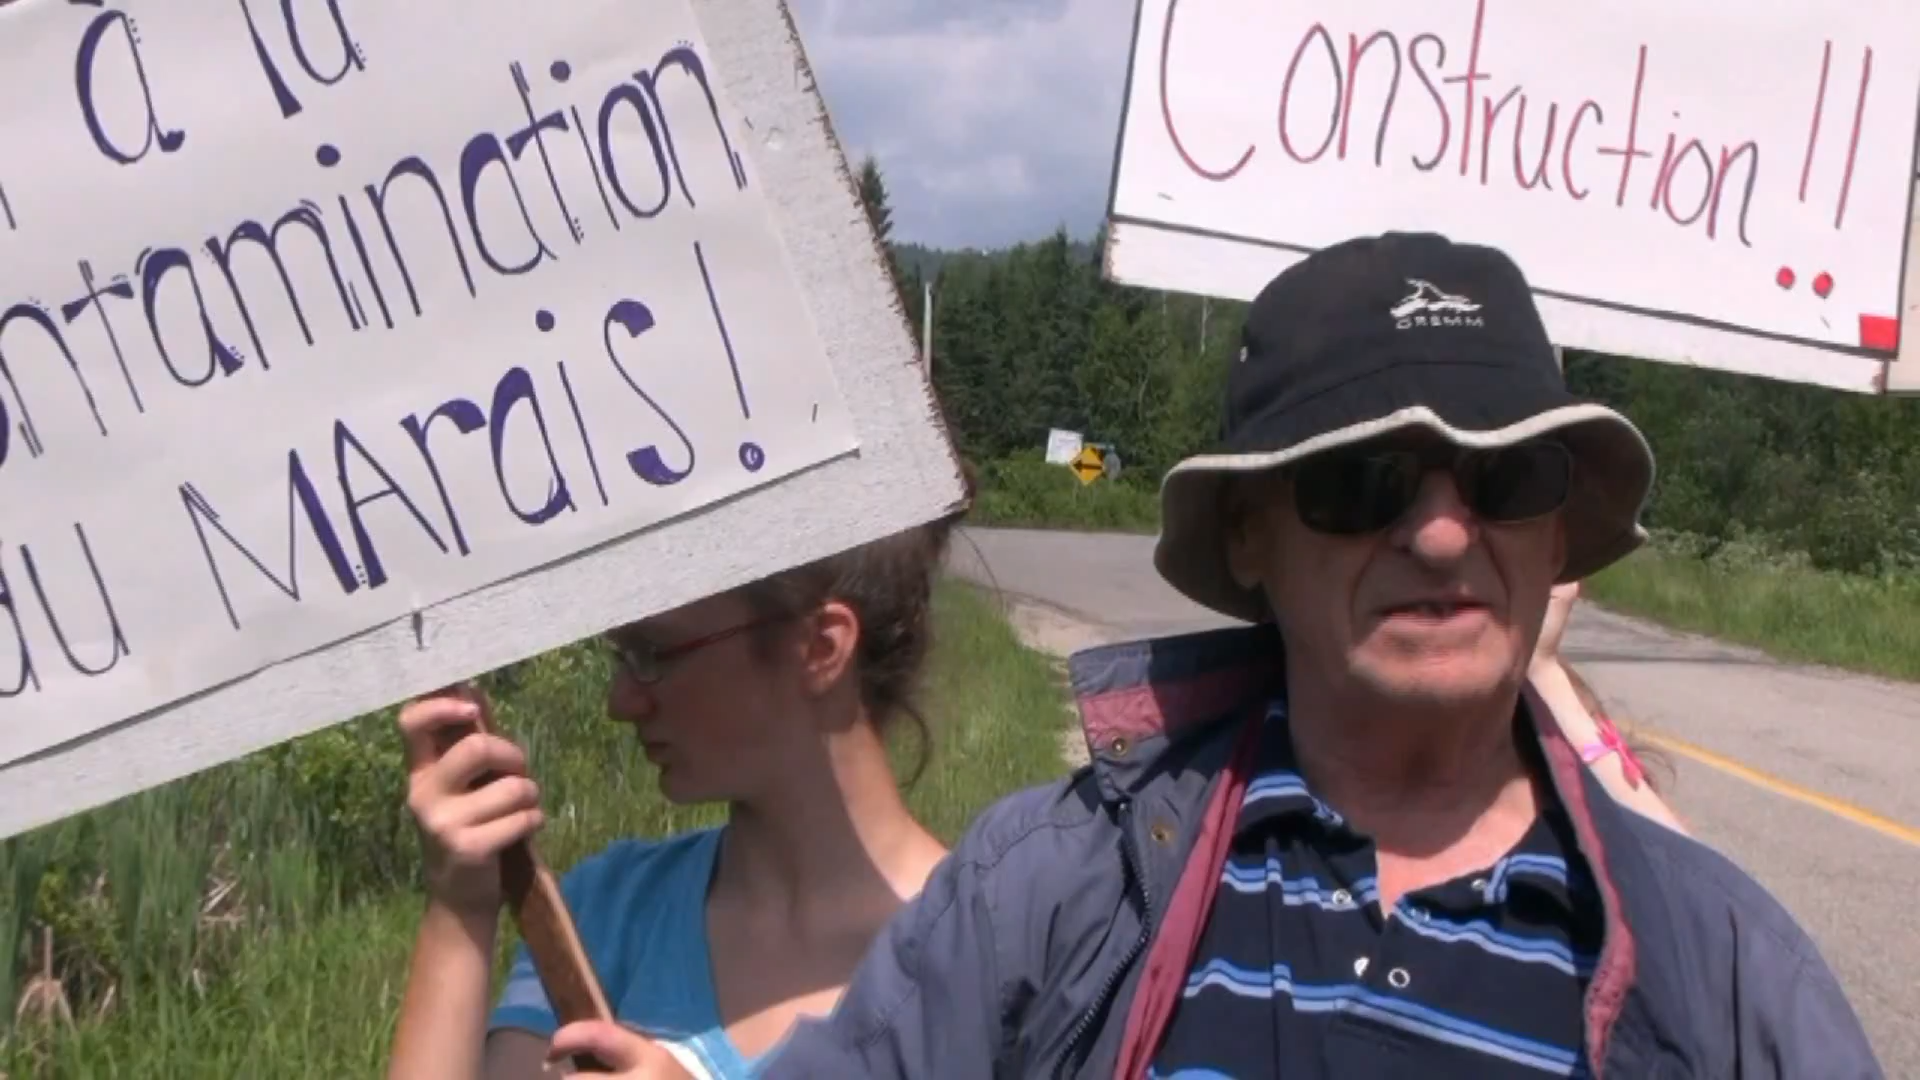 à la
ntamination
du MArais!
Construction!!
GREMM